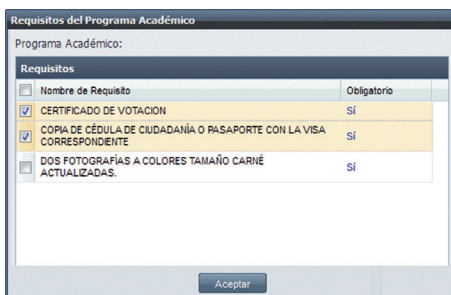 Requisitos del Programa Académico
Programa Académico:
Requisitos
Nombre de Requisito Obligatorio
CERTIFICADO DE VOTACION Sí
COPIA DE CÉDULA DE CIUDADANÍA O PASAPORTE CON LA VISA
CORRESPONDIENTE Sí
DOS FOTOGRAFÍAS A COLORES TAMAÑO CARNÉ
ACTUALIZADAS. Sí
Aceptar